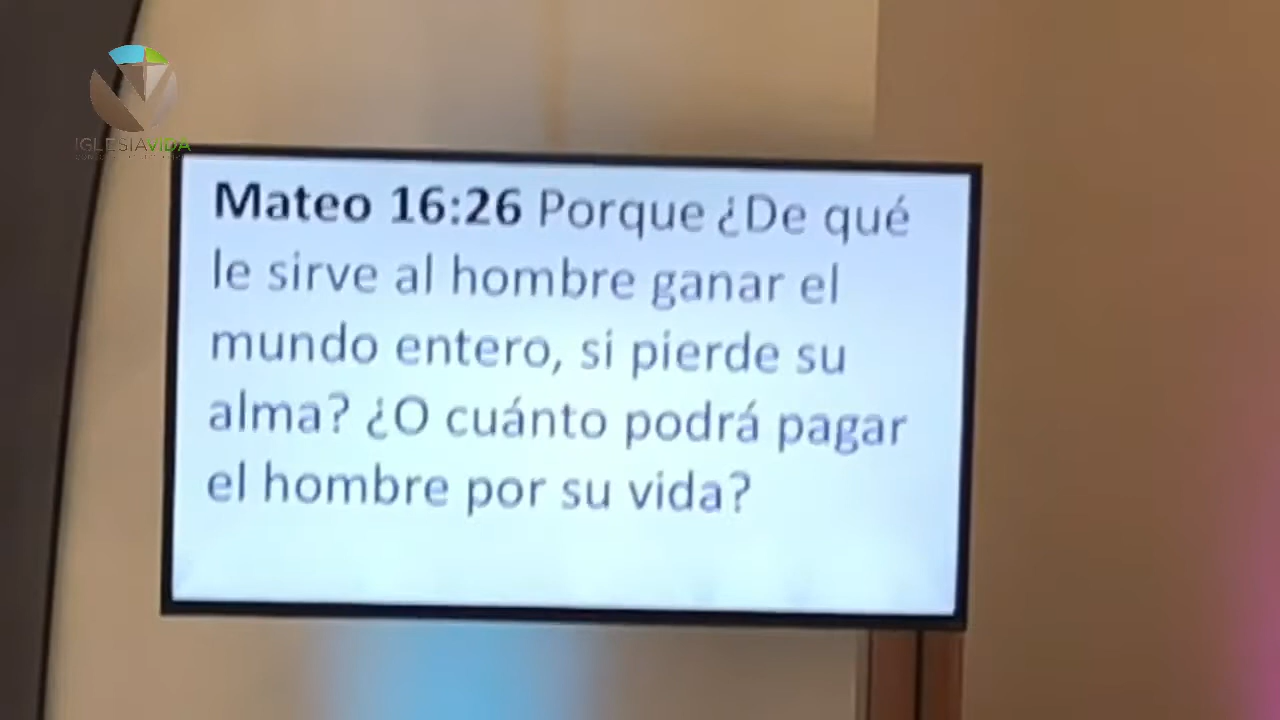 IGLESIAVIDA
Mateo 16:26 Porque ¿De qué
le sirve al hombre ganar el
mundo entero, si pierde su
alma? ¿O cuánto podrá pagar
el hombre por su vida?